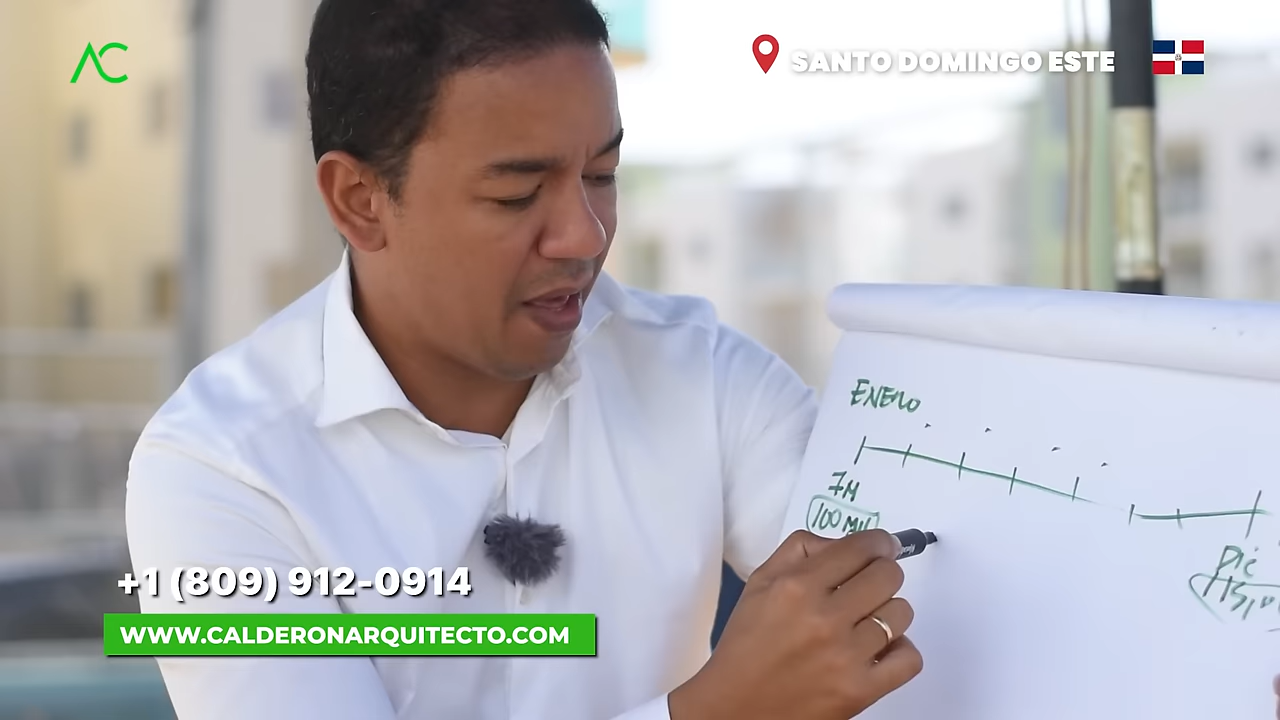 AC
SANTO DOMINGO ESTE
ENERO
7M
100 MIL
DIC
+1 (809) 912-0914
WWW.CALDERONARQUITECTO.COM